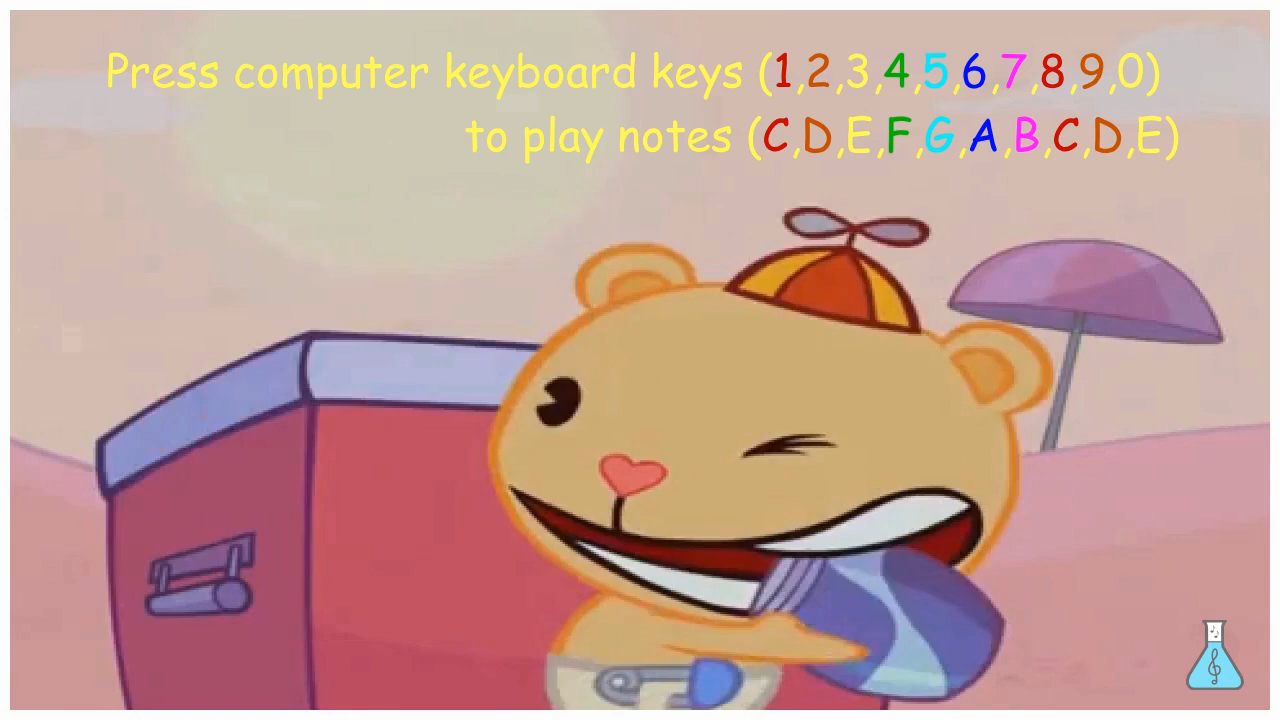 Press computer keyboard keys (1,2,3,4,5,6,7,8,9,0)
to play notes (C,D,E,F,G,A,B,C,D,E)